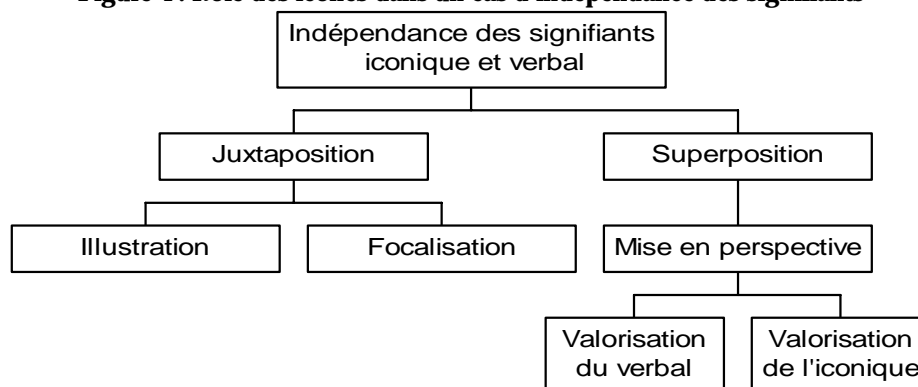 Indépendance des signifiants
iconique et verbal
Juxtaposition
Superposition
Illustration
Focalisation
Mise en perspective
Valorisation
du verbal
Valorisation
de l'iconique